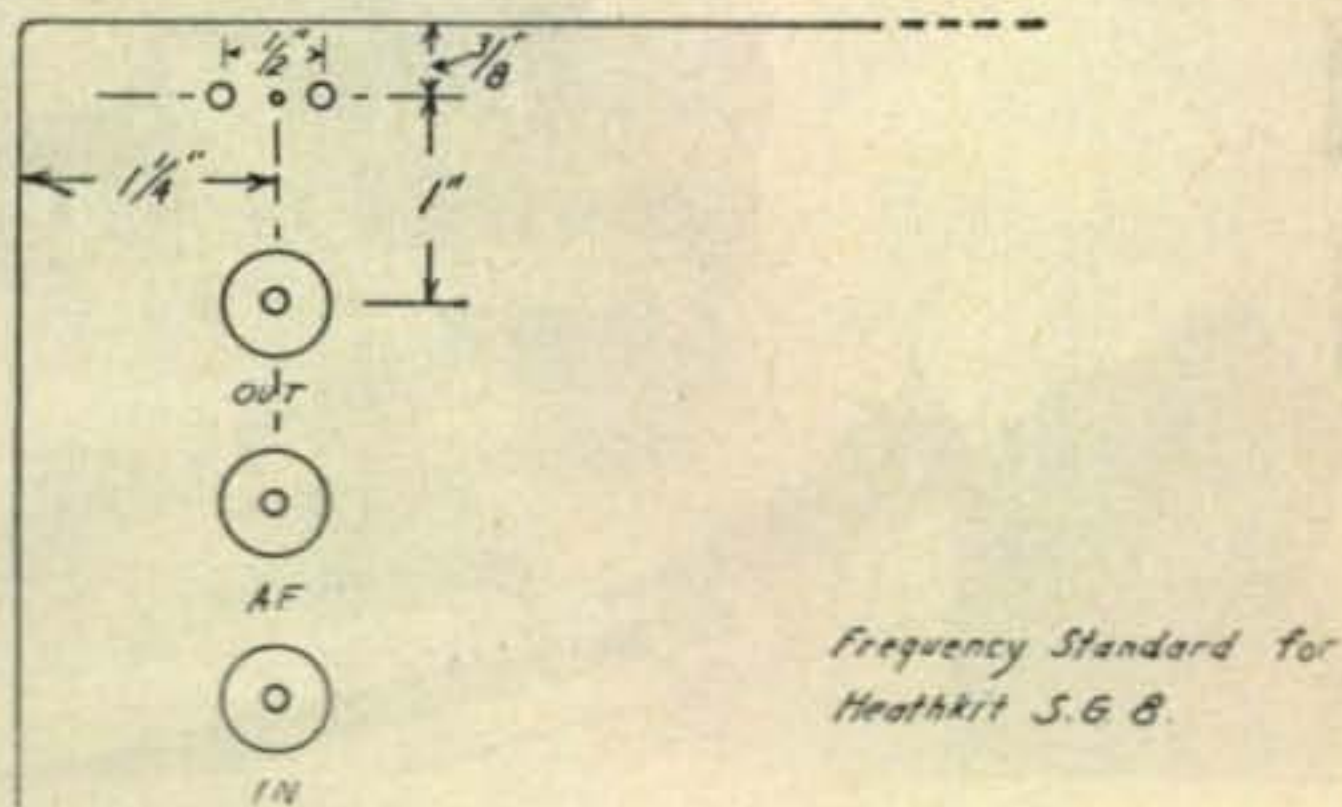 1/2"
3/8"
1 1/4"
1"
OUT
AF
IN
Frequency Standard for
Heathkit S.G. 8.